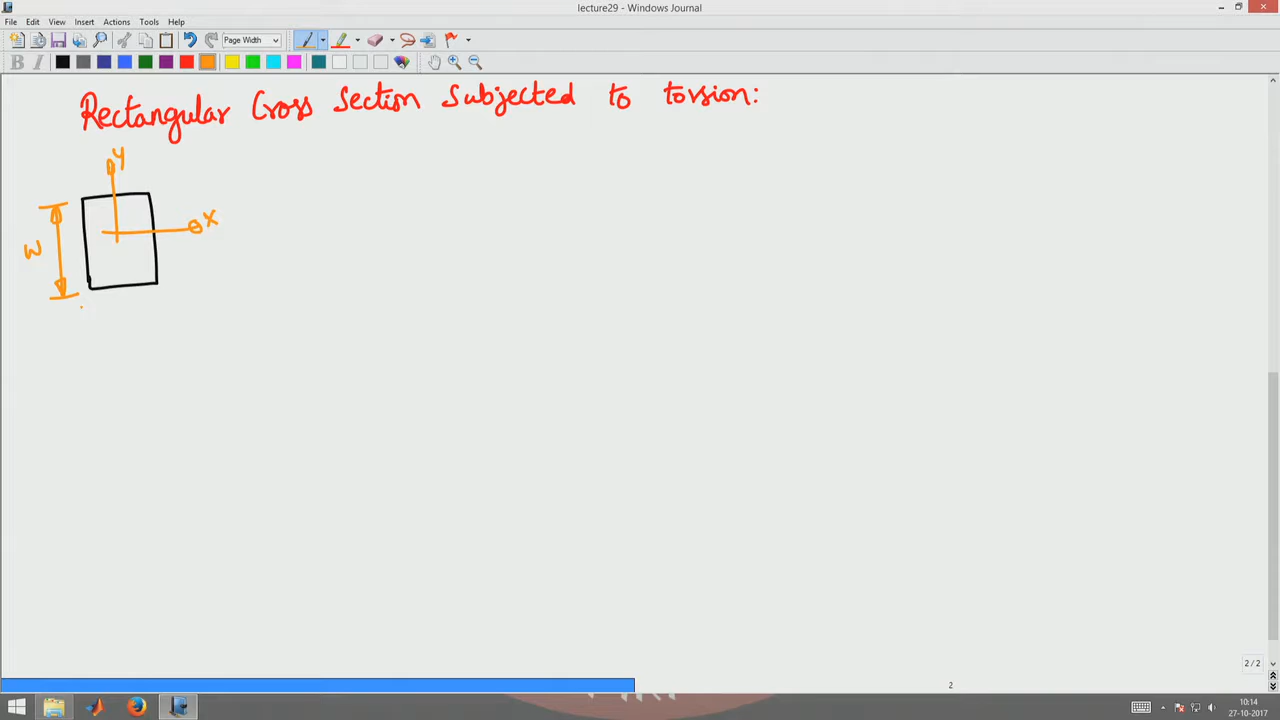 lecture29 - Windows Journal
File Edit View Insert Actions Tools Help
Page Width
B I
Rectangular Cross Section Subjected to torsion:
Y
X
W
2 / 2
2
10:14
27-10-2017